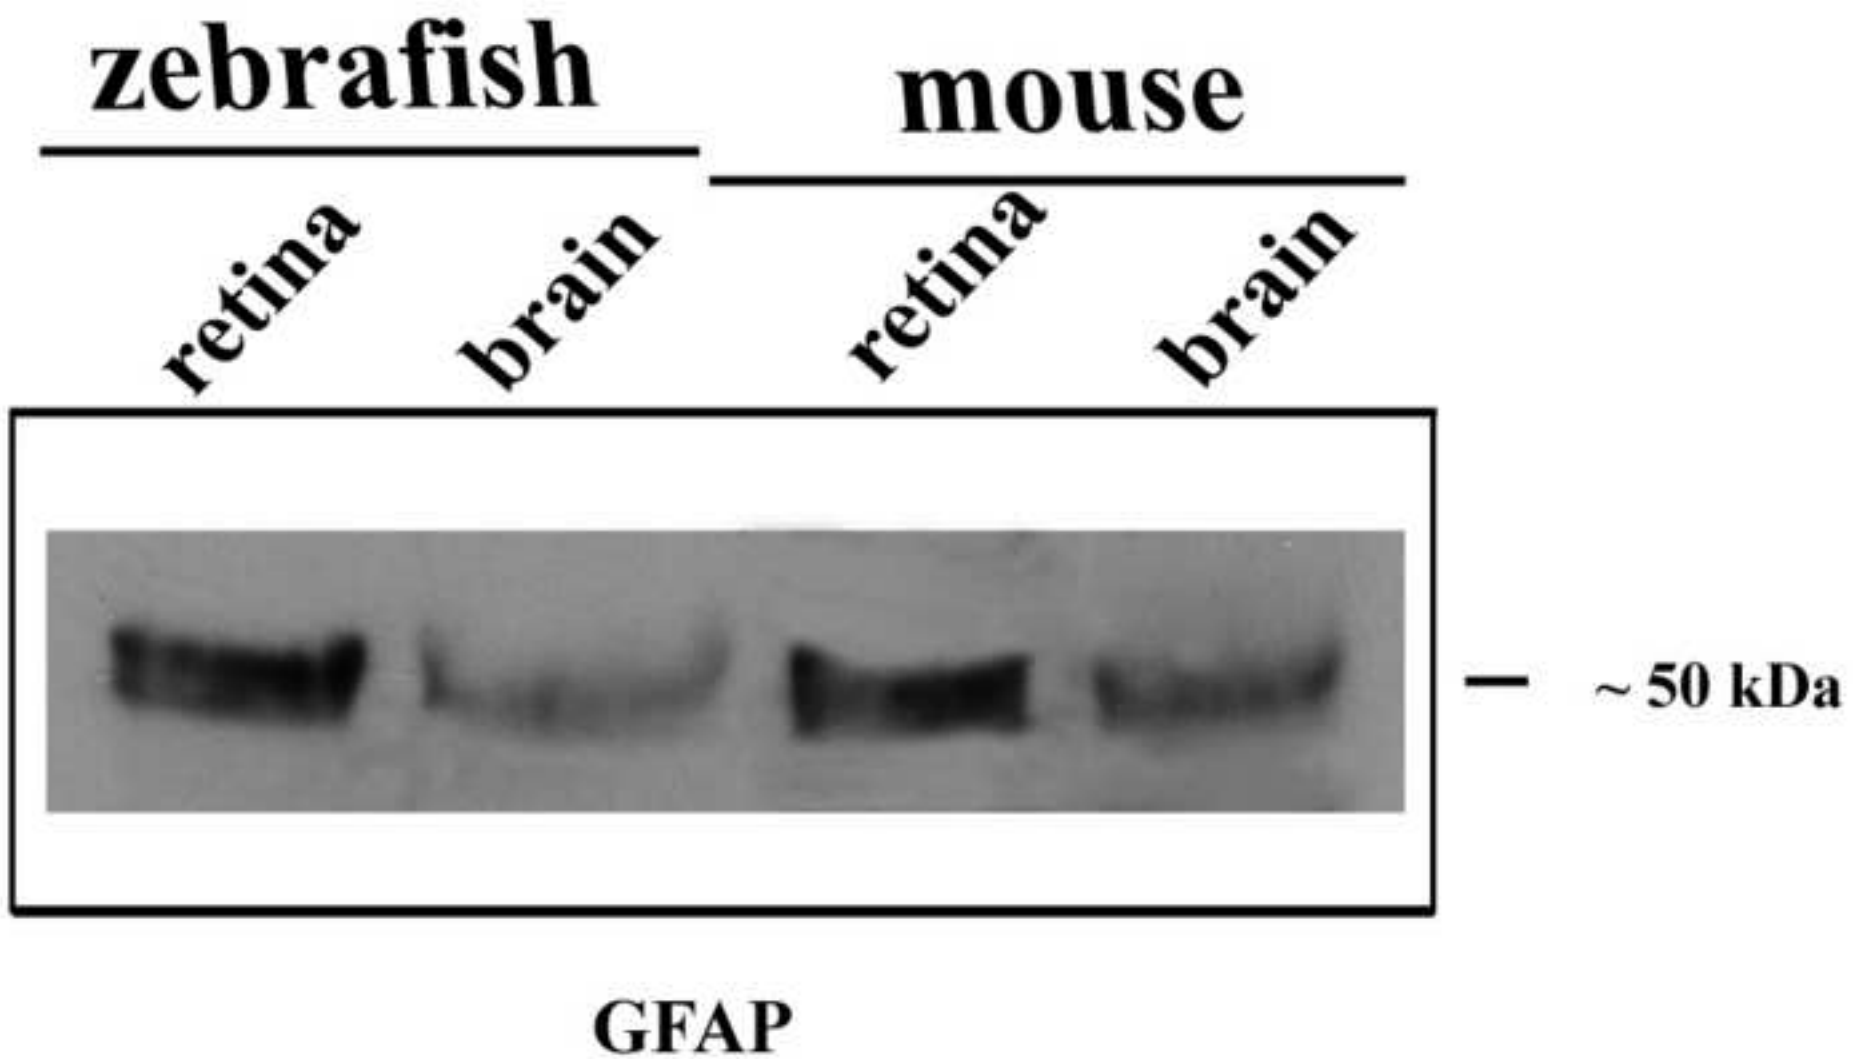 zebrafish
mouse
retina
brain
retina
brain
~ 50 kDa
GFAP